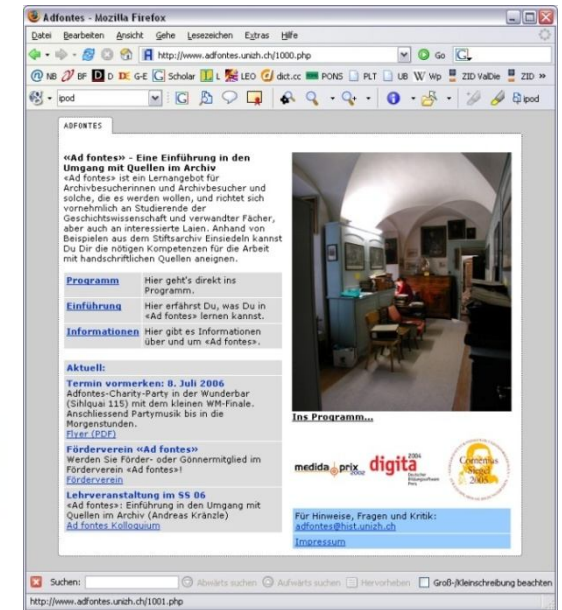 Adfontes - Mozilla Firefox
Datei Bearbeiten Ansicht Gehe Lesezeichen Extras Hilfe
http://www.adfontes.unizh.ch/1000.php Go
NB BF D D G-E Scholar L LEO dict.cc PONS PLT UB Wp ZID ValDie ZID »
ipod ipod
ADFONTES
«Ad fontes» - Eine Einführung in den
Umgang mit Quellen im Archiv
«Ad fontes» ist ein Lernangebot für
Archivbesucherinnen und Archivbesucher und
solche, die es werden wollen, und richtet sich
vornehmlich an Studierende der
Geschichtswissenschaft und verwandter Fächer,
aber auch an interessierte Laien. Anhand von
Beispielen aus dem Stiftsarchiv Einsiedeln kannst
Du Dir die nötigen Kompetenzen für die Arbeit
mit handschriftlichen Quellen aneignen.
Programm Hier geht's direkt ins
Programm.
Einführung Hier erfährst Du, was Du in
«Ad fontes» lernen kannst.
Informationen Hier gibt es Informationen
über und um «Ad fontes».
Aktuell:
Termin vormerken: 8. Juli 2006
Adfontes-Charity-Party in der Wunderbar
(Sihlquai 115) mit dem kleinen WM-Finale.
Anschliessend Partymusik bis in die
Morgenstunden.
Flyer (PDF)
Förderverein «Ad fontes»
Werden Sie Förder- oder Gönnermitglied im
Förderverein «Ad fontes»!
Förderverein
Lehrveranstaltung im SS 06
«Ad fontes»: Einführung in den Umgang mit
Quellen im Archiv (Andreas Kränzle)
Ad fontes Kolloquium
Ins Programm...
medida prix 2002
digita 2004
Deutscher
Bildungssoftware
Preis
Comenius
Siegel
2005
Für Hinweise, Fragen und Kritik:
adfontes@hist.unizh.ch
Impressum
Suchen: Abwärts suchen Aufwärts suchen Hervorheben Groß-/Kleinschreibung beachten
http://www.adfontes.unizh.ch/1001.php